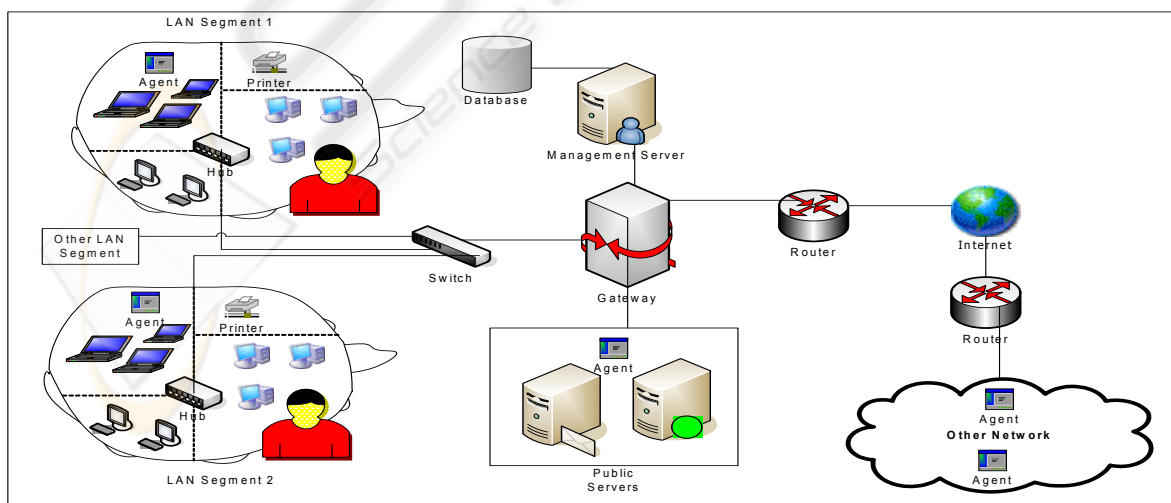 LAN Segment 1
Agent
Printer
Hub
Database
Management Server
Other LAN
Segment
Switch
Gateway
Router
Internet
Router
Agent
Printer
Hub
LAN Segment 2
Agent
Public
Servers
Agent
Other Network
Agent
Science